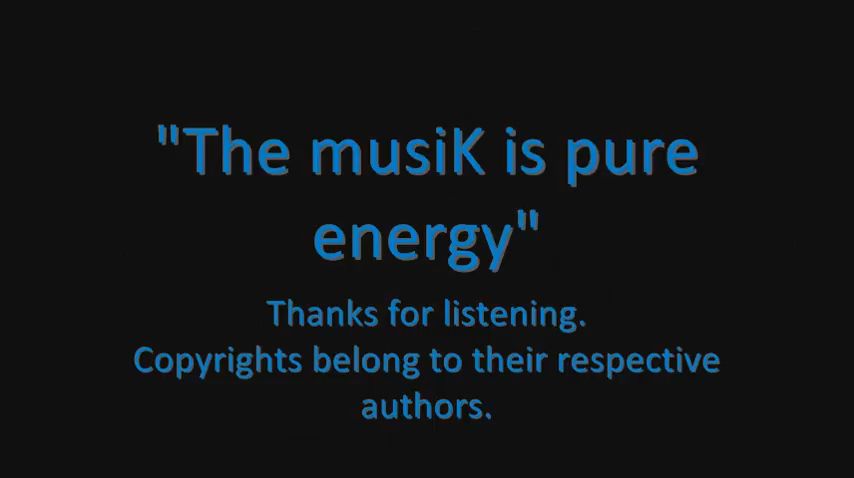 "The musiK is pure
energy"
Thanks for listening.
Copyrights belong to their respective
authors.